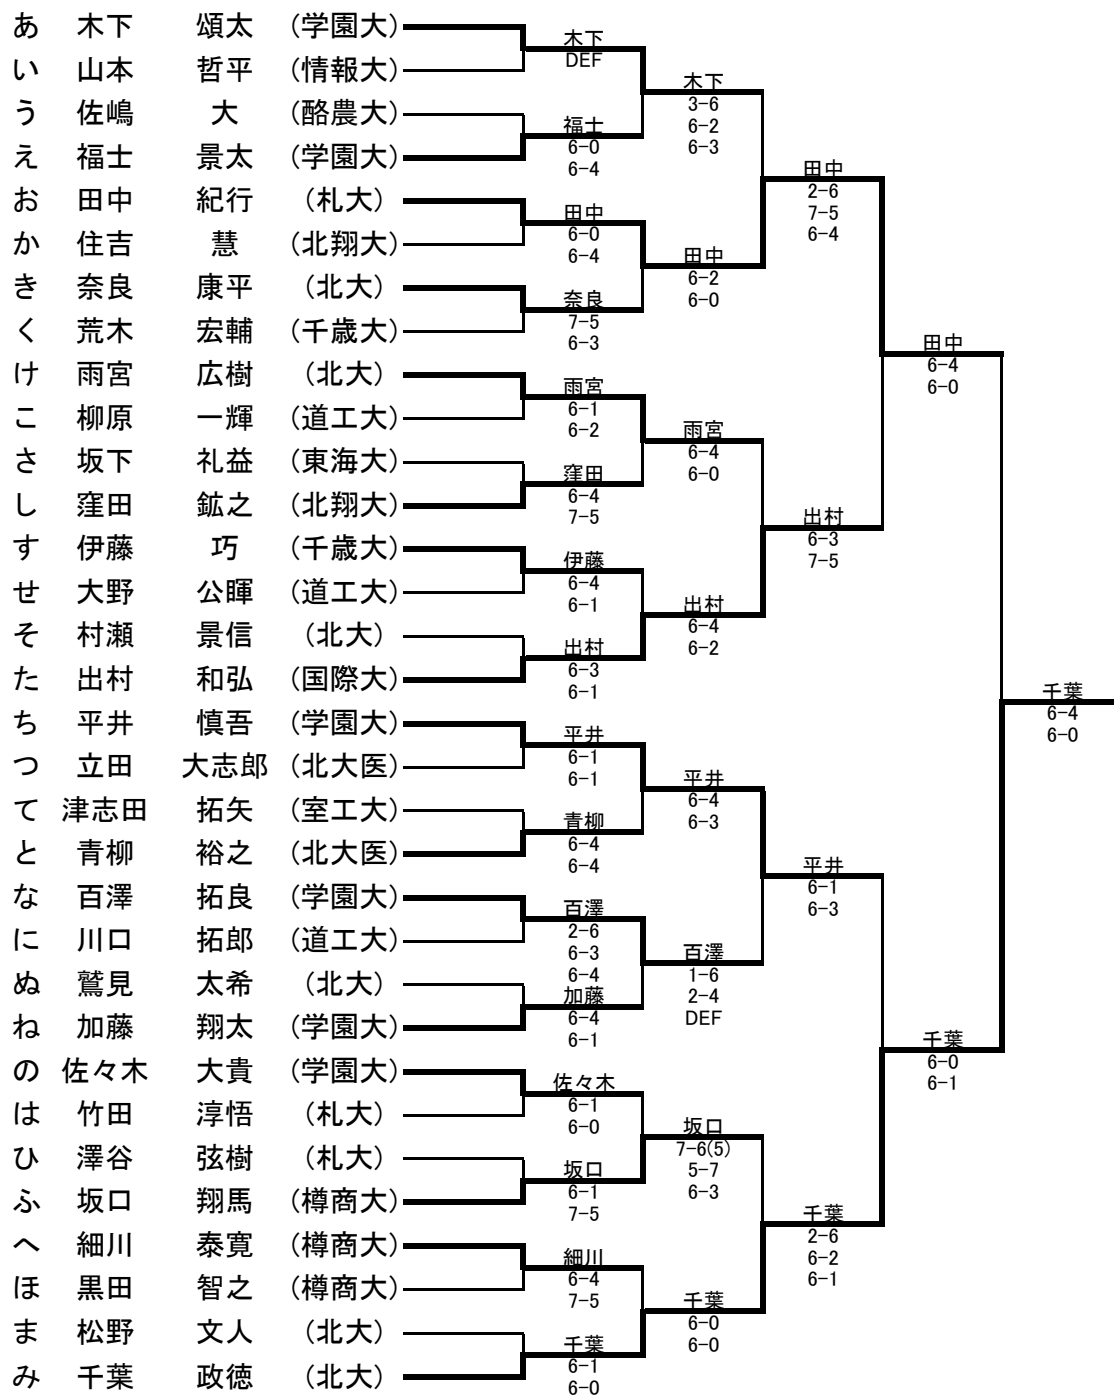 あ 木下 頌太 (学園大)
い 山本 哲平 (情報大)
う 佐嶋 大 (酪農大)
え 福士 景太 (学園大)
お 田中 紀行 (札大)
か 住吉 慧 (北翔大)
き 奈良 康平 (北大)
く 荒木 宏輔 (千歳大)
け 雨宮 広樹 (北大)
こ 柳原 一輝 (道工大)
さ 坂下 礼益 (東海大)
し 窪田 鉱之 (北翔大)
す 伊藤 巧 (千歳大)
せ 大野 公暉 (道工大)
そ 村瀬 景信 (北大)
た 出村 和弘 (国際大)
ち 平井 慎吾 (学園大)
つ 立田 大志郎 (北大医)
て 津志田 拓矢 (室工大)
と 青柳 裕之 (北大医)
な 百澤 拓良 (学園大)
に 川口 拓郎 (道工大)
ぬ 鷲見 太希 (北大)
ね 加藤 翔太 (学園大)
の 佐々木 大貴 (学園大)
は 竹田 淳悟 (札大)
ひ 澤谷 弦樹 (札大)
ふ 坂口 翔馬 (樽商大)
へ 細川 泰寛 (樽商大)
ほ 黒田 智之 (樽商大)
ま 松野 文人 (北大)
み 千葉 政徳 (北大)
木下
DEF
福士
6-0
6-4
田中
6-0
6-4
奈良
7-5
6-3
雨宮
6-1
6-2
窪田
6-4
7-5
伊藤
6-4
6-1
出村
6-3
6-1
平井
6-1
6-1
青柳
6-4
6-4
百澤
2-6
6-3
6-4
加藤
6-4
6-1
佐々木
6-1
6-0
坂口
6-1
7-5
細川
6-4
7-5
千葉
6-1
6-0
木下
3-6
6-2
6-3
田中
6-2
6-0
雨宮
6-4
6-0
出村
6-4
6-2
平井
6-4
6-3
百澤
1-6
2-4
DEF
坂口
7-6(5)
5-7
6-3
千葉
6-0
6-0
田中
2-6
7-5
6-4
出村
6-3
7-5
平井
6-1
6-3
千葉
2-6
6-2
6-1
田中
6-4
6-0
千葉
6-0
6-1
千葉
6-4
6-0